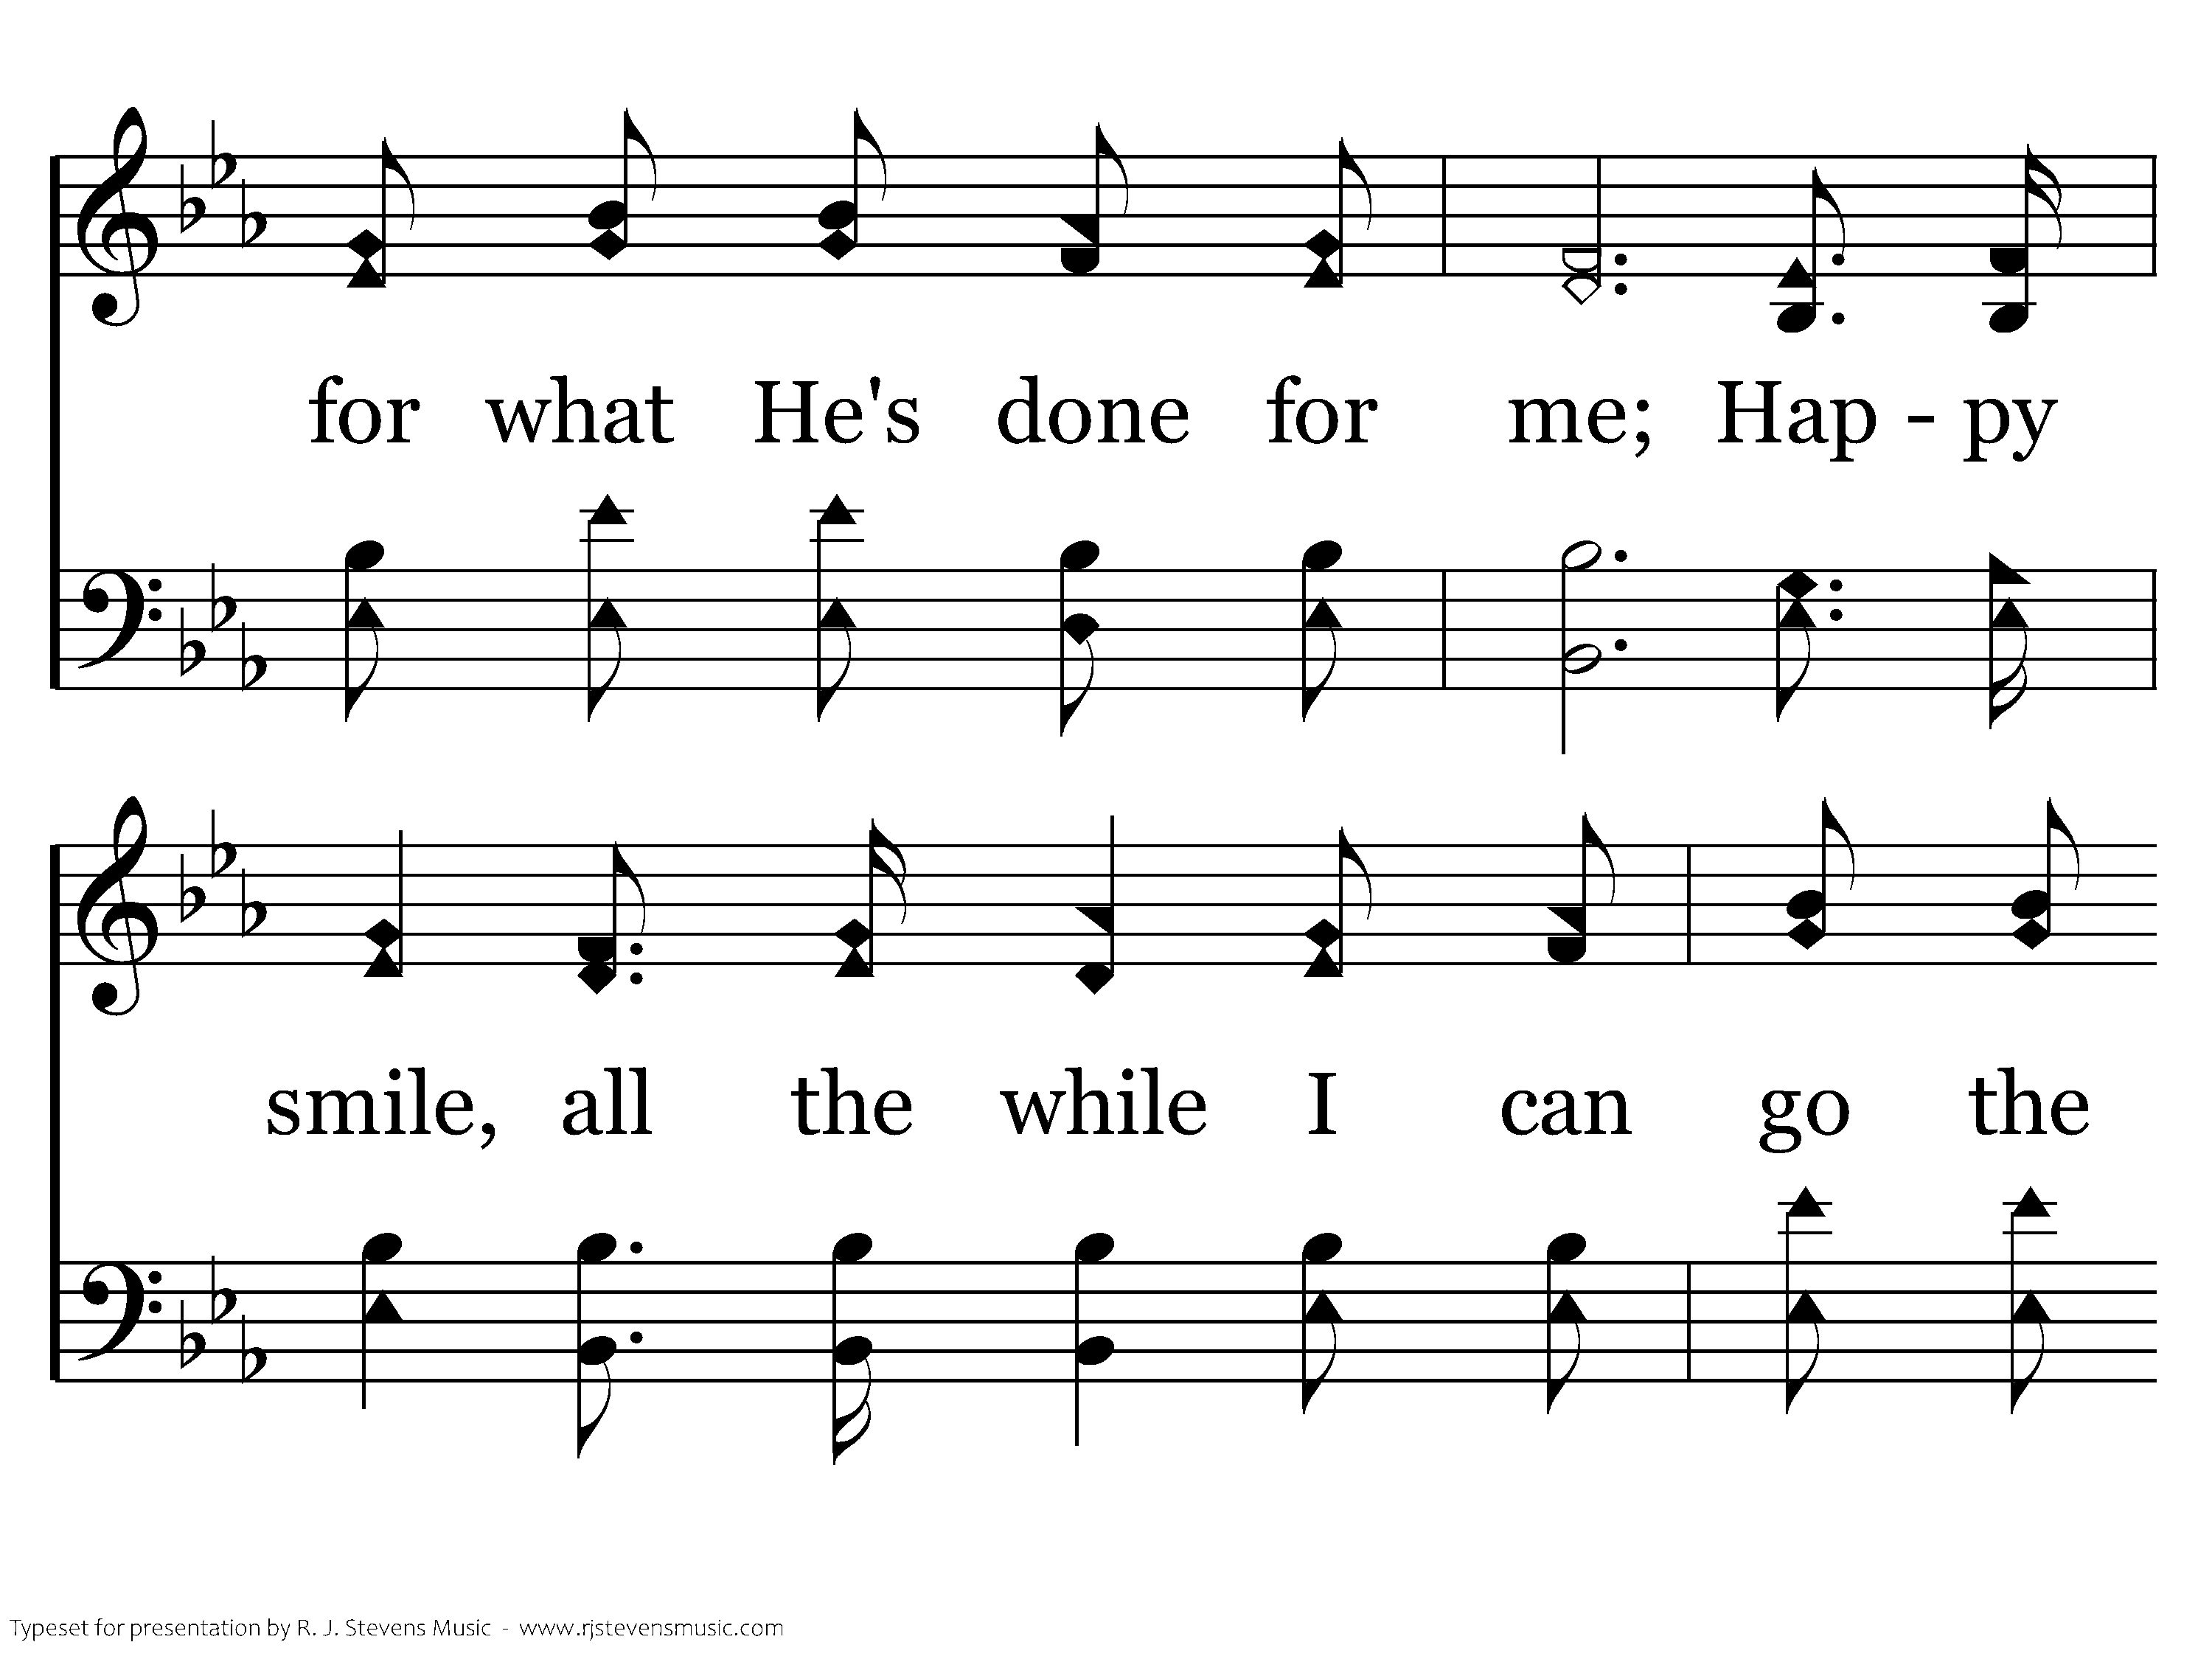 for what He's done for me; Hap - py
smile, all the while I can go the
Typeset for presentation by R. J. Stevens Music - www.rjstevensmusic.com